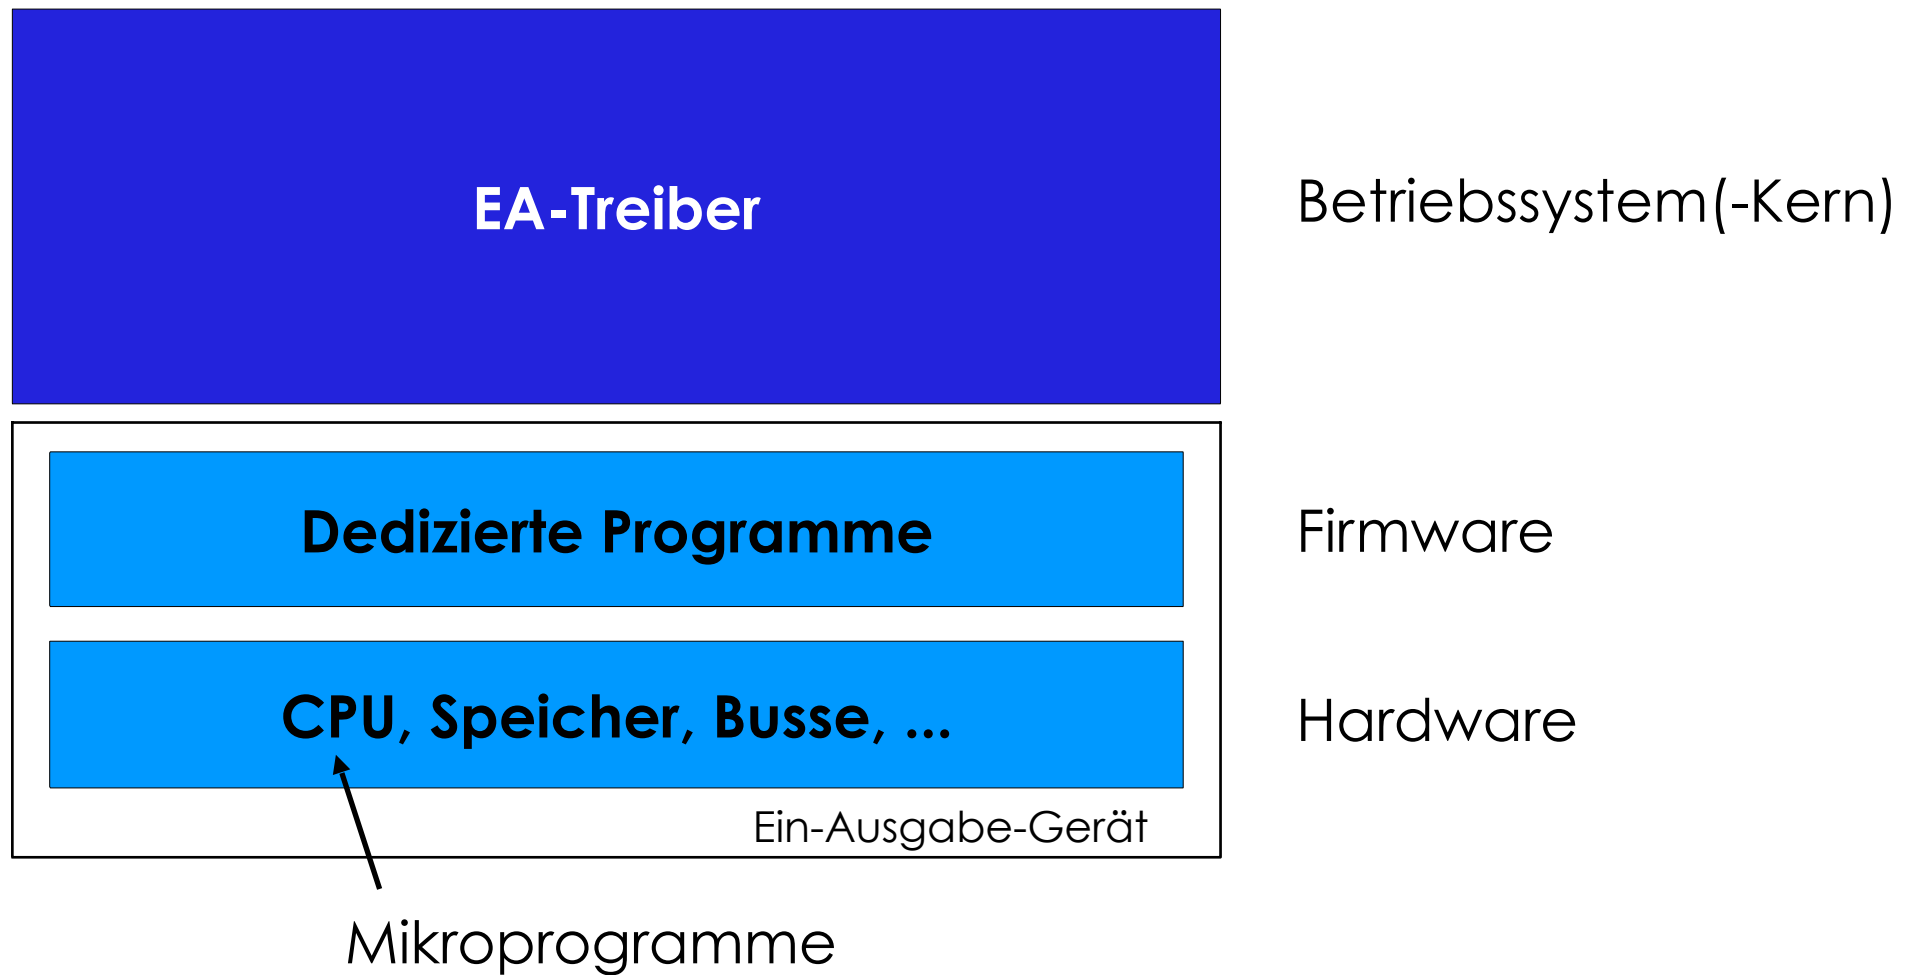 EA-Treiber
Betriebssystem(-Kern)
Dedizierte Programme
Firmware
CPU, Speicher, Busse, ...
Hardware
Ein-Ausgabe-Gerät
Mikroprogramme